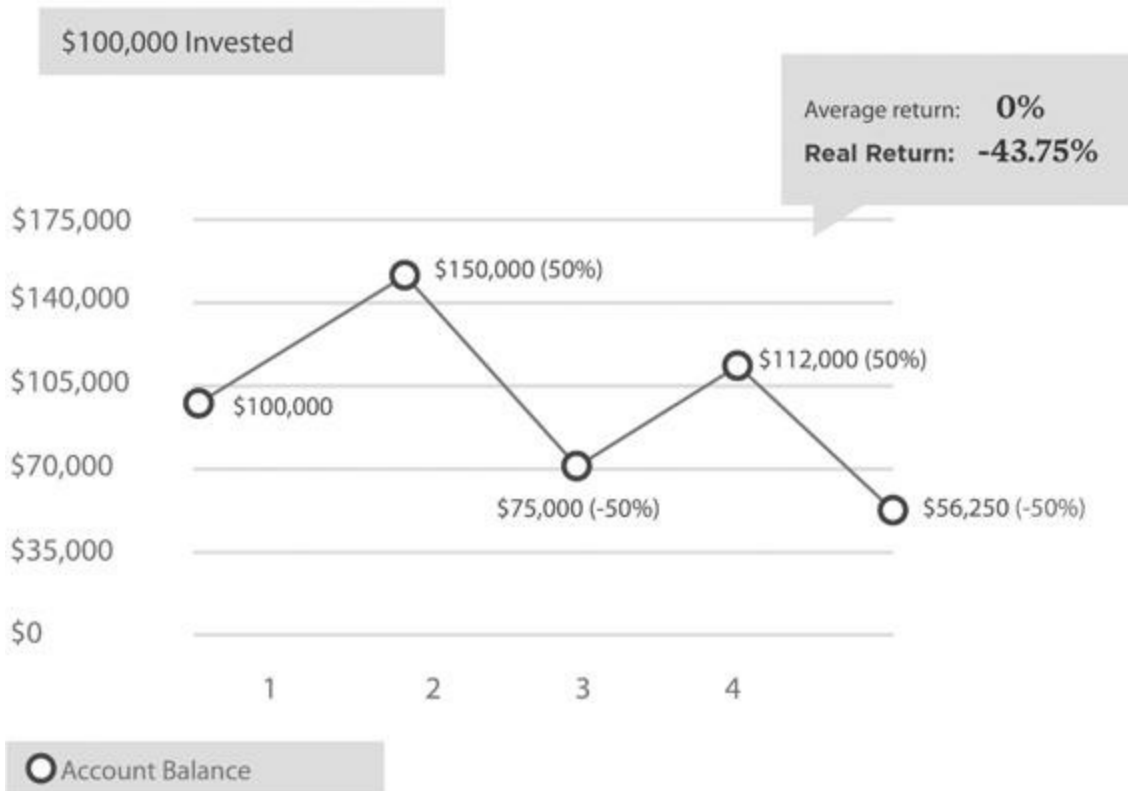 $100,000 Invested
Average return: 0%
Real Return: -43.75%
$175,000
$150,000 (50%)
$140,000
$112,000 (50%)
$105,000
$100,000
$70,000
$75,000 (-50%)
$56,250 (-50%)
$35,000
$0
1 2 3 4
Account Balance